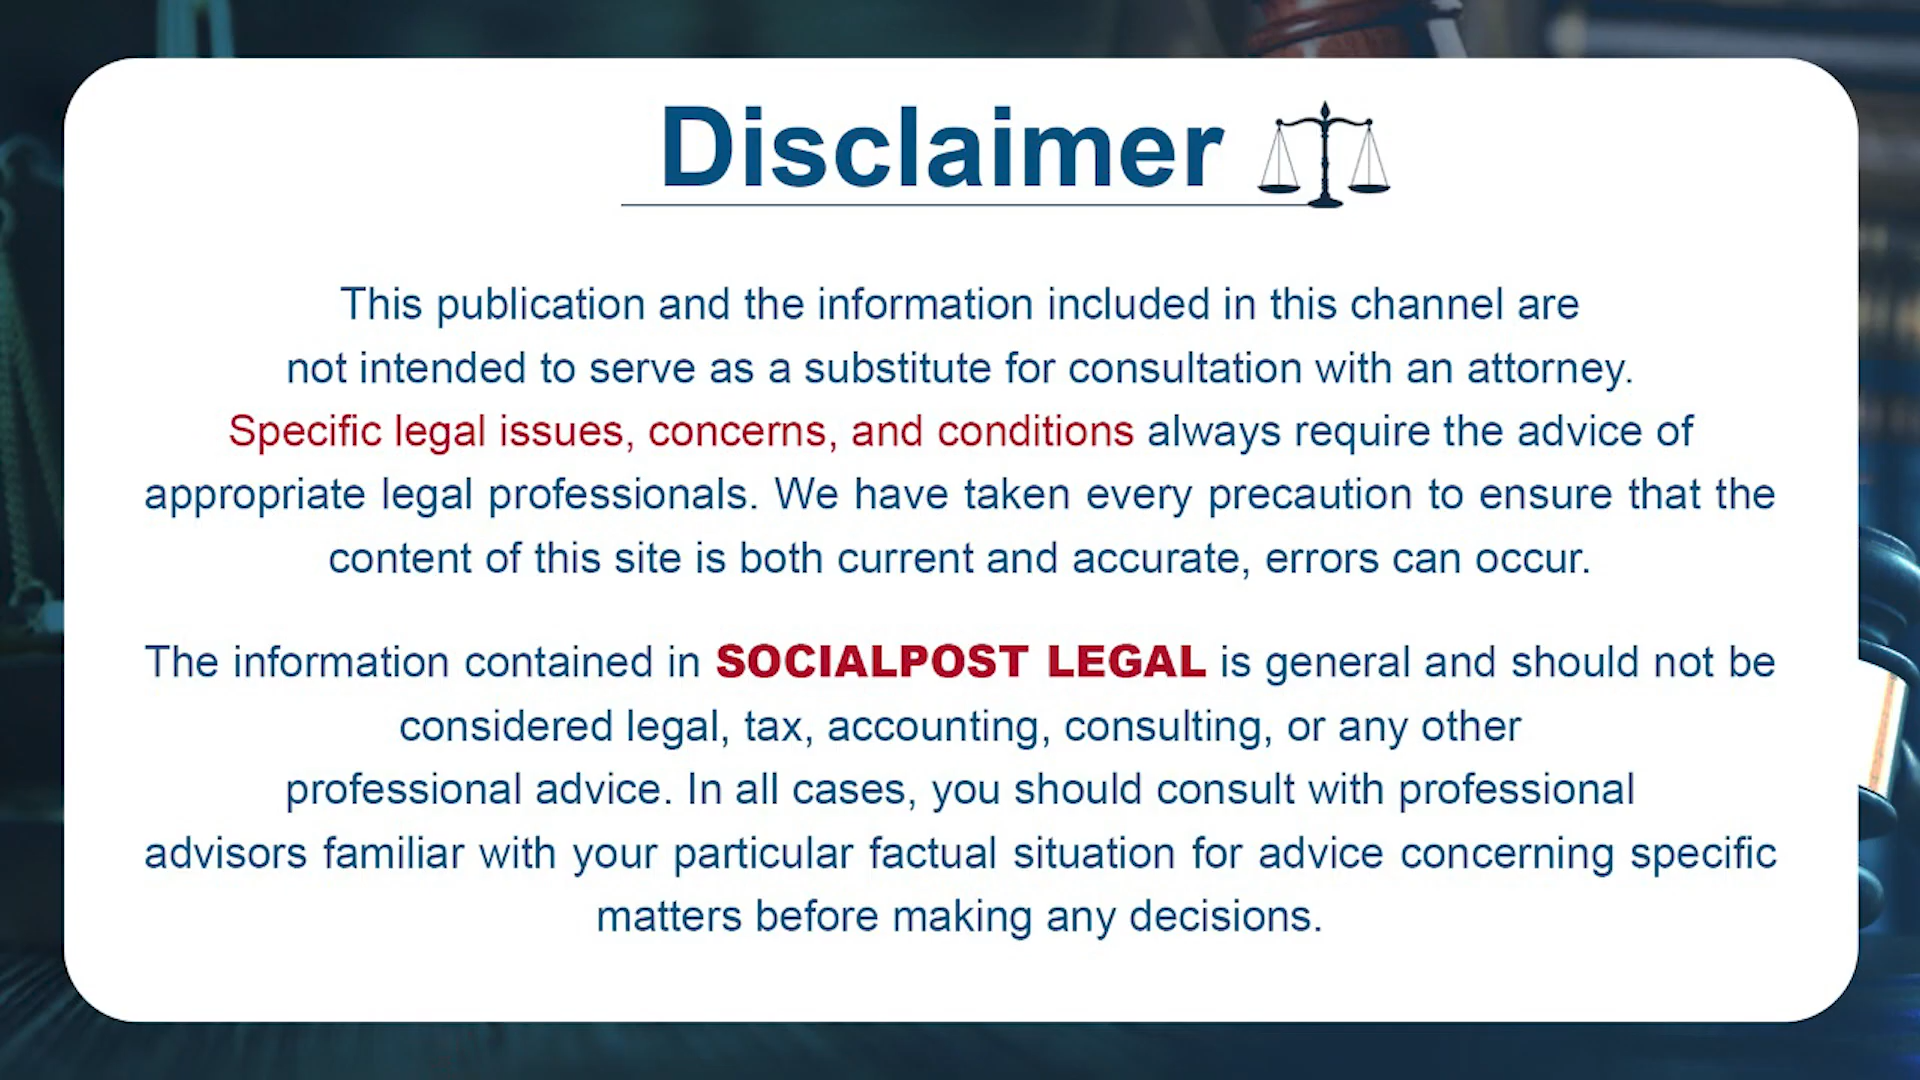 Disclaimer
This publication and the information included in this channel are
not intended to serve as a substitute for consultation with an attorney.
Specific legal issues, concerns, and conditions always require the advice of
appropriate legal professionals. We have taken every precaution to ensure that the
content of this site is both current and accurate, errors can occur.
The information contained in SOCIALPOST LEGAL is general and should not be
considered legal, tax, accounting, consulting, or any other
professional advice. In all cases, you should consult with professional
advisors familiar with your particular factual situation for advice concerning specific
matters before making any decisions.